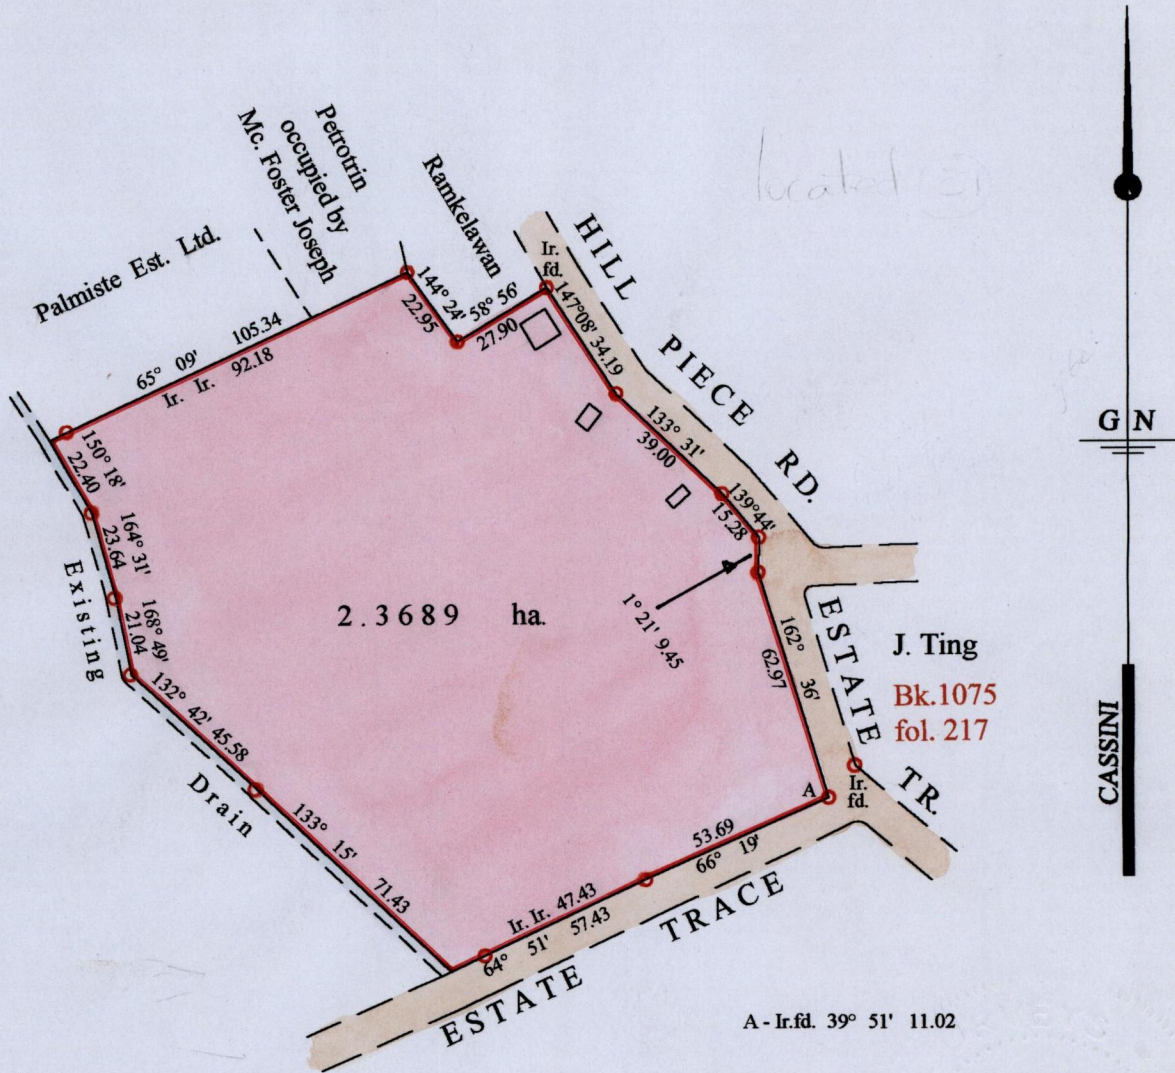 located
Petrotrin
occupied by
Mc. Foster Joseph
Ramkelawan
Palmiste Est. Ltd.
HILL PIECE RD.
Ir.
fd.
144° 24'
22.95
58° 56'
27.90
147°08' 34.19
65° 09' 105.34
Ir. Ir. 92.18
133° 31'
39.00
139°44'
15.28
1° 21' 9.45
150° 18'
22.40
164° 31'
23.64
168° 49'
21.04
Existing
Drain
132° 42' 45.58
133° 15'
71.43
2.3689 ha.
162° 36'
62.97
ESTATE TR.
J. Ting
Bk.1075
fol. 217
A
Ir.
fd.
53.69
66° 19'
Ir. Ir. 47.43
64° 51' 57.43
ESTATE TRACE
A - Ir.fd. 39° 51' 11.02
G N
CASSINI